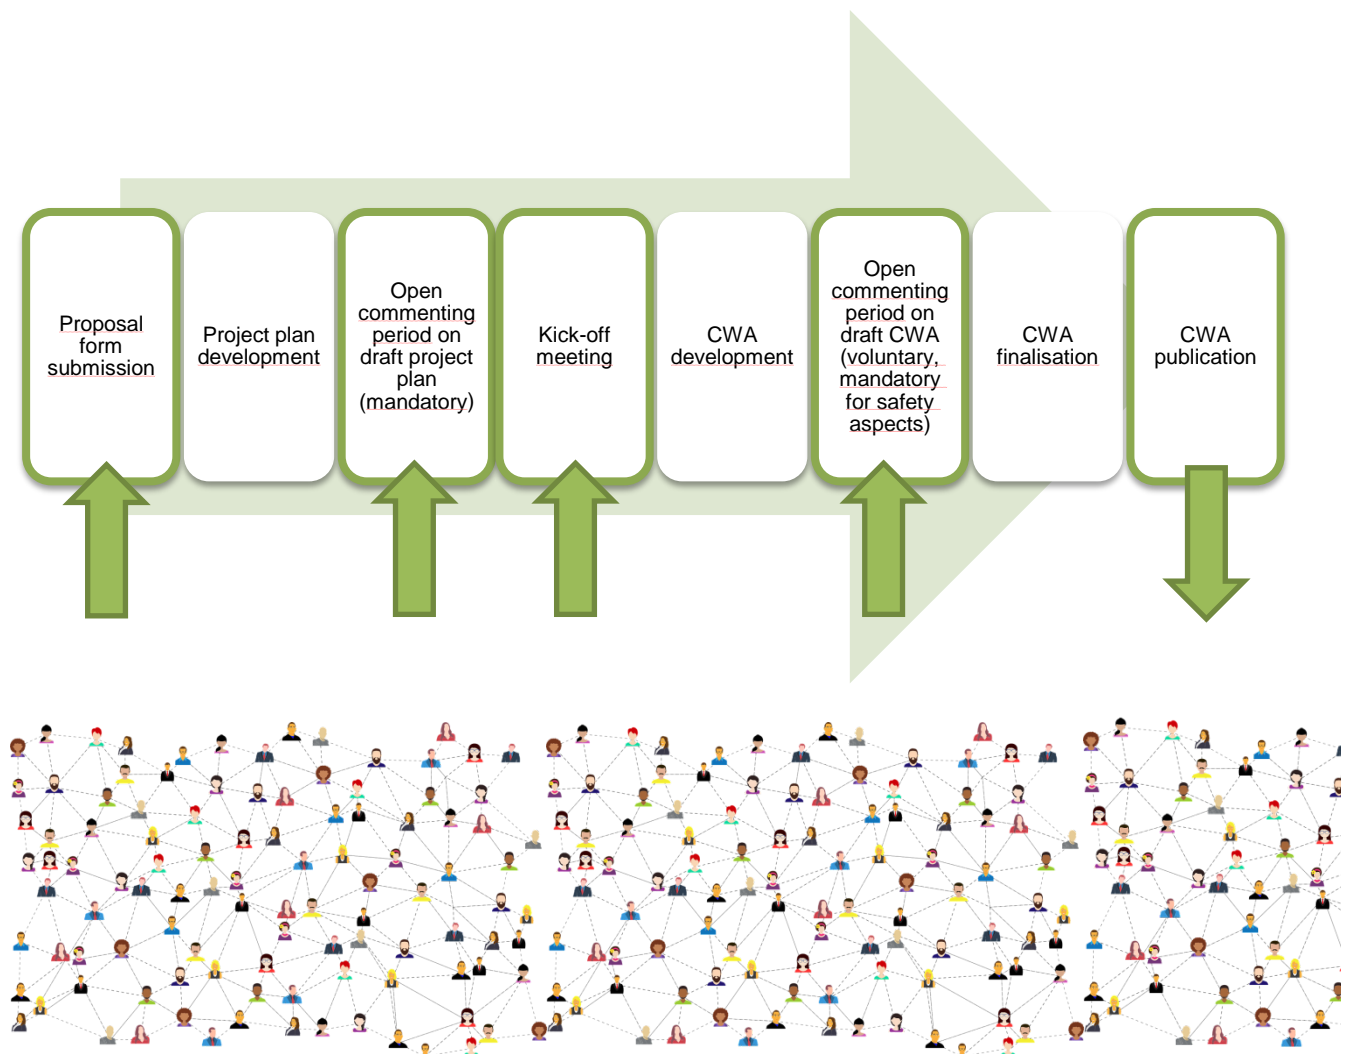 Proposal
form
submission
Project plan
development
Open
commenting
period on
draft project
plan
(mandatory)
Kick-off
meeting
CWA
development
Open
commenting
period on
draft CWA
(voluntary,
mandatory
for safety
aspects)
CWA
finalisation
CWA
publication